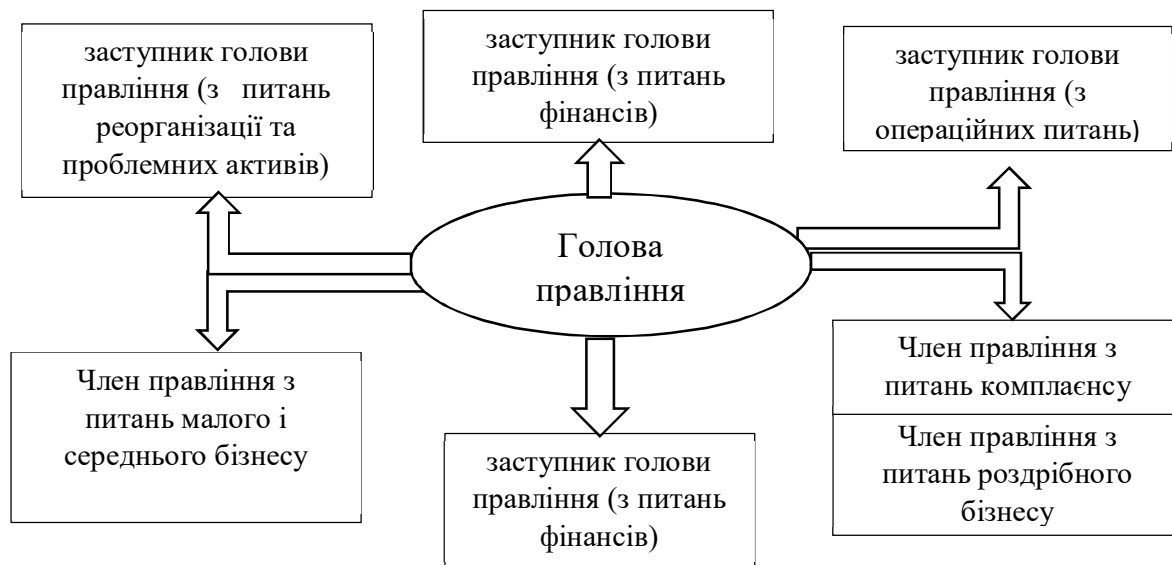 заступник голови
правління (з питань
реорганізації та
проблемних активів)
заступник голови
правління (з питань
фінансів)
заступник голови
правління (з
операційних питань)
Голова
правління
Член правління з
питань малого і
середнього бізнесу
заступник голови
правління (з питань
фінансів)
Член правління з
питань комплаєнсу
Член правління з
питань роздрібного
бізнесу